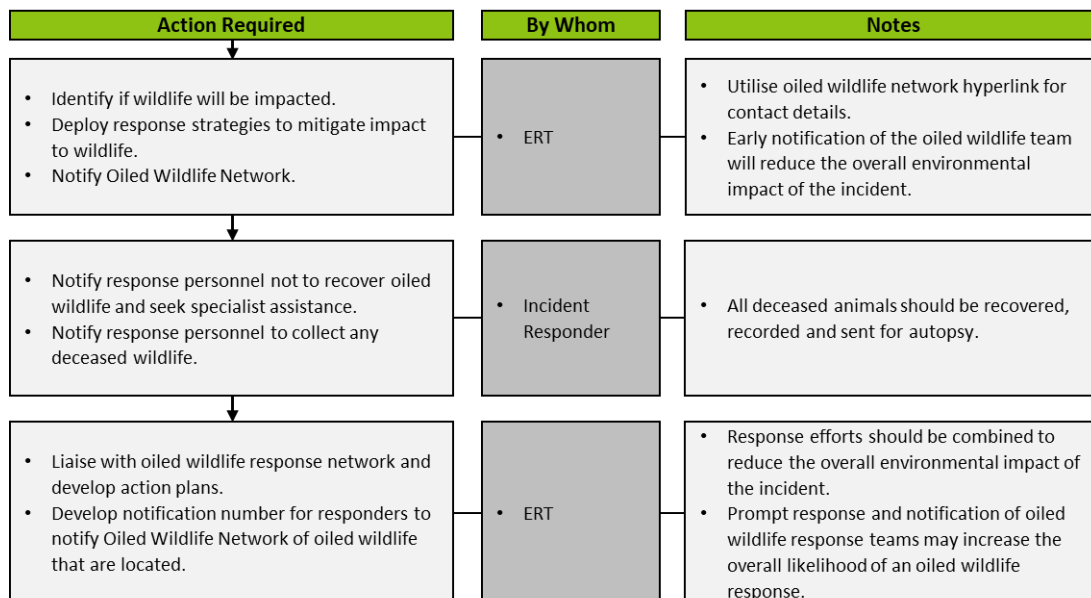 Action Required
By Whom
Notes
• Identify if wildlife will be impacted.
• Deploy response strategies to mitigate impact
to wildlife.
• Notify Oiled Wildlife Network.
• ERT
• Utilise oiled wildlife network hyperlink for
contact details.
• Early notification of the oiled wildlife team
will reduce the overall environmental
impact of the incident.
• Notify response personnel not to recover oiled
wildlife and seek specialist assistance.
• Notify response personnel to collect any
deceased wildlife.
• Incident
Responder
• All deceased animals should be recovered,
recorded and sent for autopsy.
• Liaise with oiled wildlife response network and
develop action plans.
• Develop notification number for responders to
notify Oiled Wildlife Network of oiled wildlife
that are located.
• ERT
• Response efforts should be combined to
reduce the overall environmental impact of
the incident.
• Prompt response and notification of oiled
wildlife response teams may increase the
overall likelihood of an oiled wildlife
response.